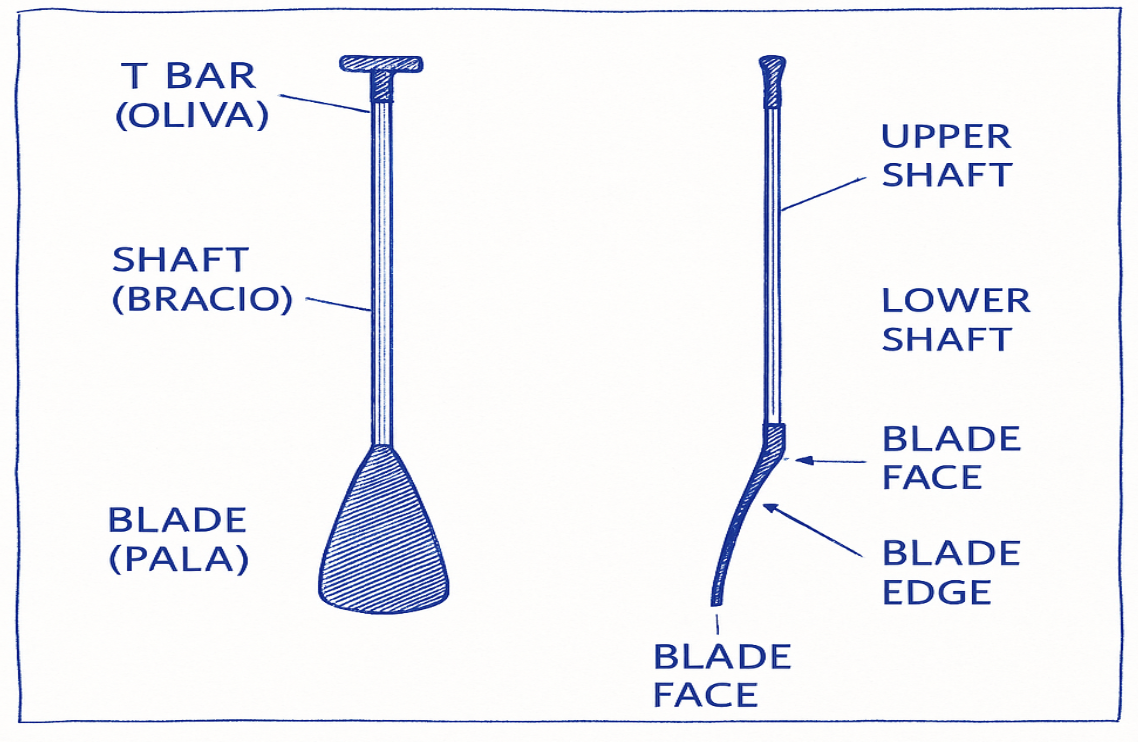 T BAR
(OLIVA)
SHAFT
(BRACIO)
BLADE
(PALA)
UPPER
SHAFT
LOWER
SHAFT
BLADE
FACE
BLADE
EDGE
BLADE
FACE